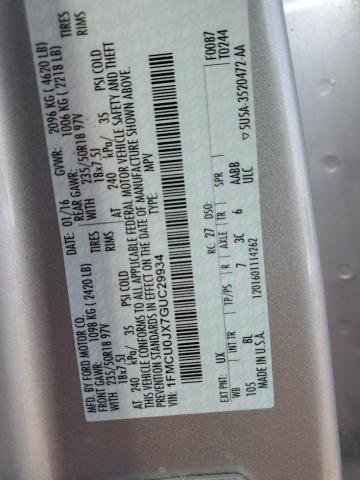 MFD. BY FORD MOTOR CO.
DATE: 01/16 GVWR: 2096 KG ( 4620 LB)
FRONT GAWR: 1098 KG (2420 LB) REAR GAWR: 1006 KG ( 2218 LB)
WITH 235/50R18 97V TIRES WITH 235/50R18 97V TIRES
18x7.5J RIMS 18x7.5J RIMS
AT 240 kPa/ 35 PSI COLD AT 240 kPa/ 35 PSI COLD
THIS VEHICLE CONFORMS TO ALL APPLICABLE FEDERAL MOTOR VEHICLE SAFETY AND THEFT
PREVENTION STANDARDS IN EFFECT ON THE DATE OF MANUFACTURE SHOWN ABOVE.
VIN: 1FMCU0JX7GUC29934 TYPE: MPV
F0087
T0244
EXT PNT: UX RC: 27 DSO:
WB INT TR TP/PS R AXLE TR SPR
105 BL 7 3C 6 AABB
1201601114262 ULC
5U5A-3520472-AA